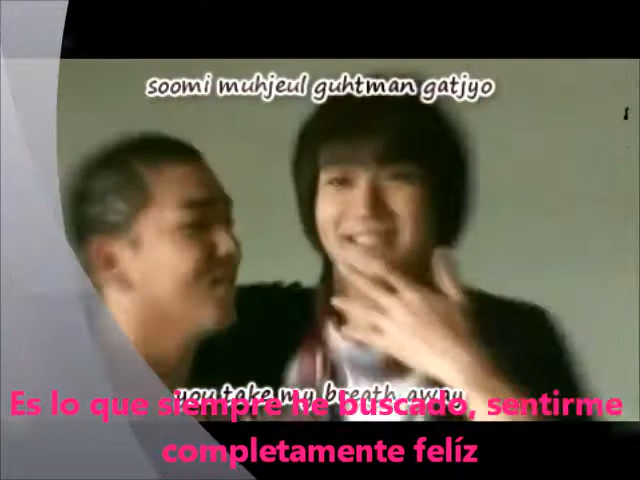 soomi muhjeul guhtman gatjyo
you take my breath away
Es lo que siempre he buscado, sentirme
completamente felíz